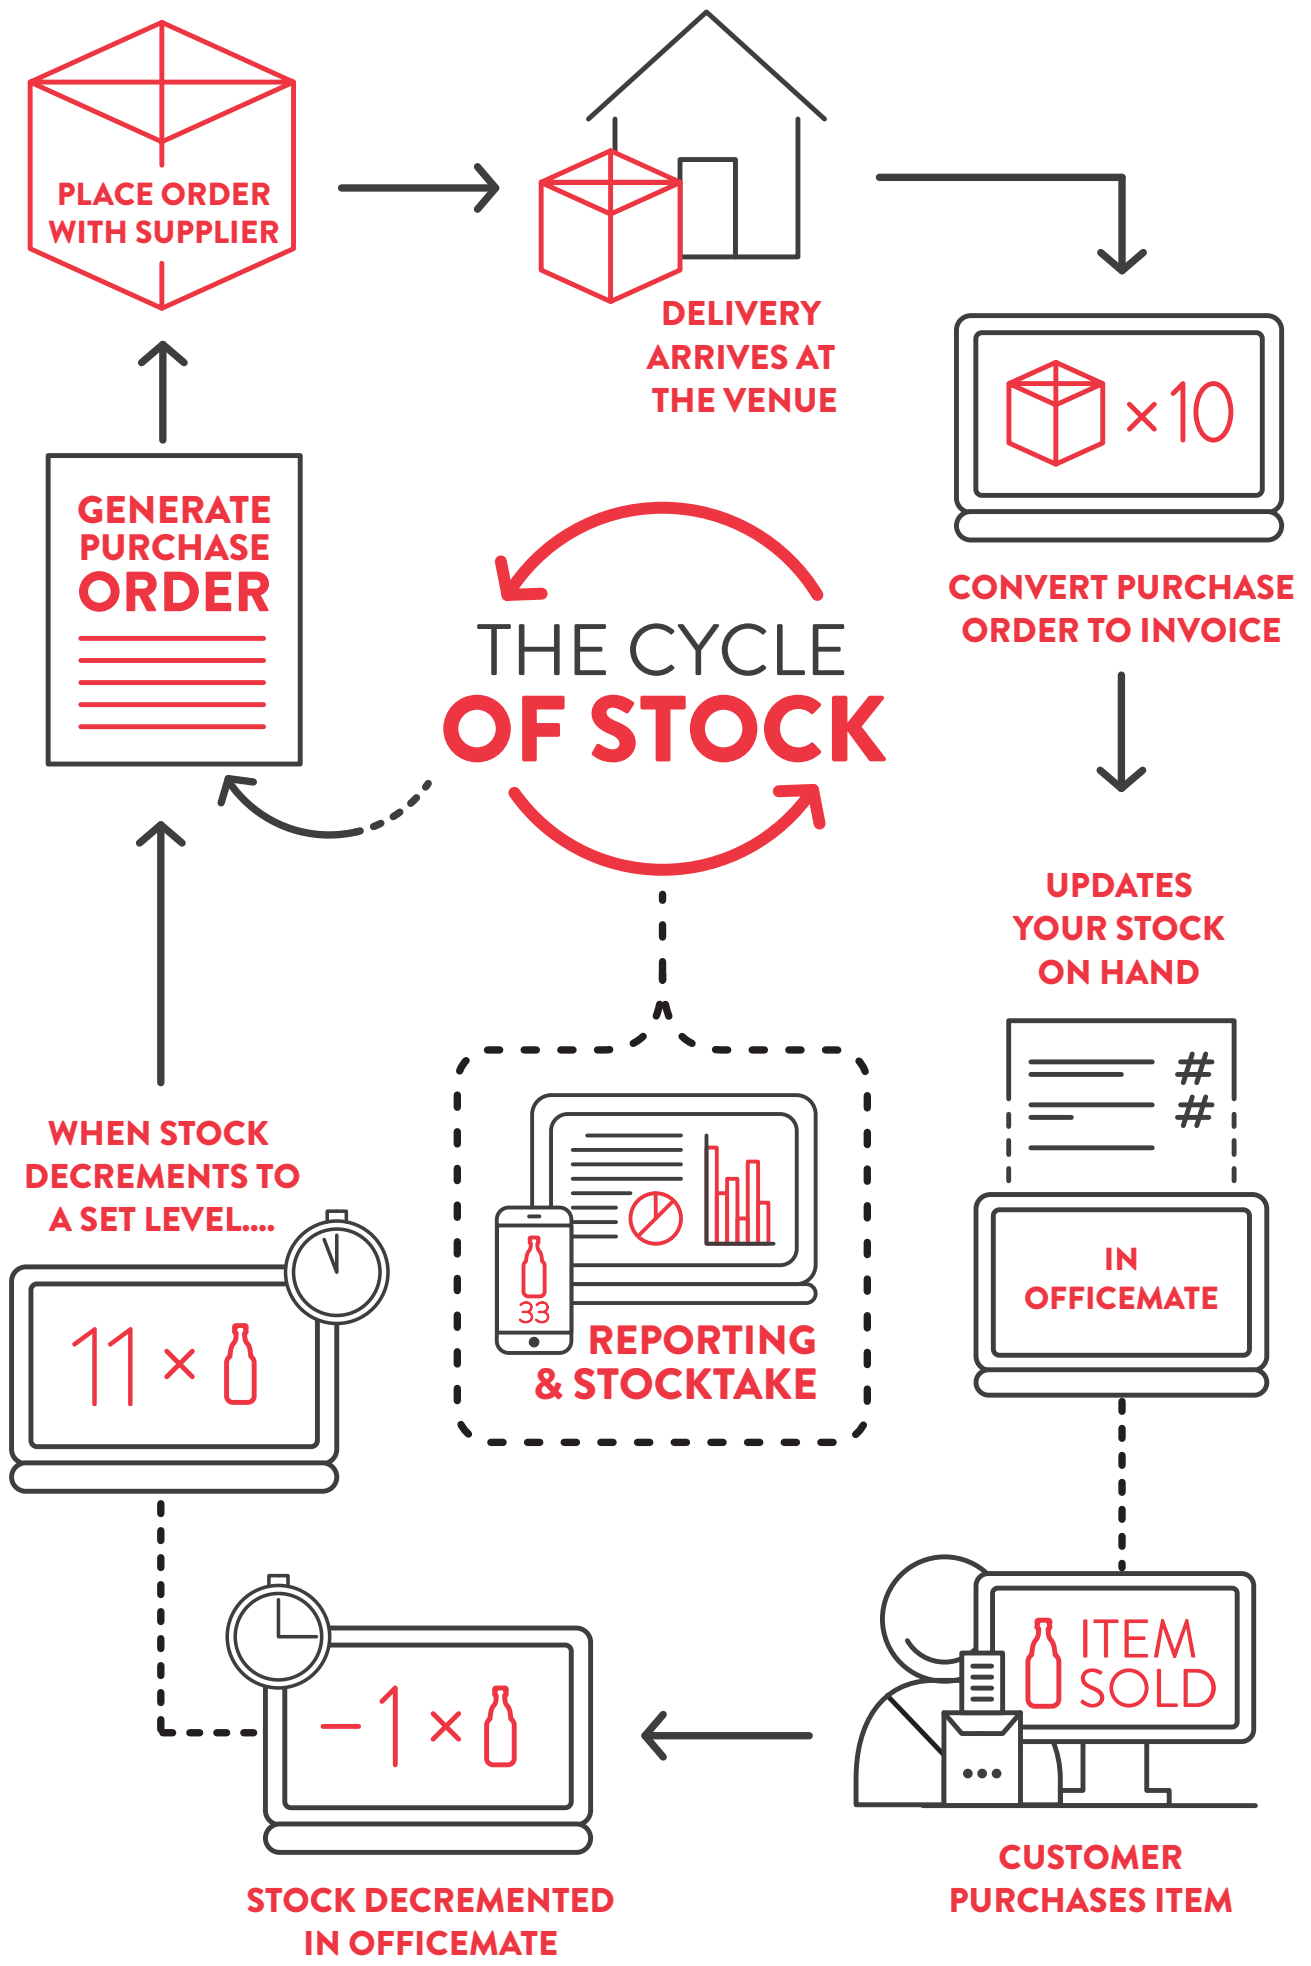 PLACE ORDER
WITH SUPPLIER
DELIVERY
ARRIVES AT
THE VENUE
×10
CONVERT PURCHASE
ORDER TO INVOICE
GENERATE
PURCHASE
ORDER
THE CYCLE
OF STOCK
UPDATES
YOUR STOCK
ON HAND
#
#
IN
OFFICEMATE
WHEN STOCK
DECREMENTS TO
A SET LEVEL....
11 ×
33
REPORTING
& STOCKTAKE
ITEM
SOLD
CUSTOMER
PURCHASES ITEM
– 1 ×
STOCK DECREMENTED
IN OFFICEMATE